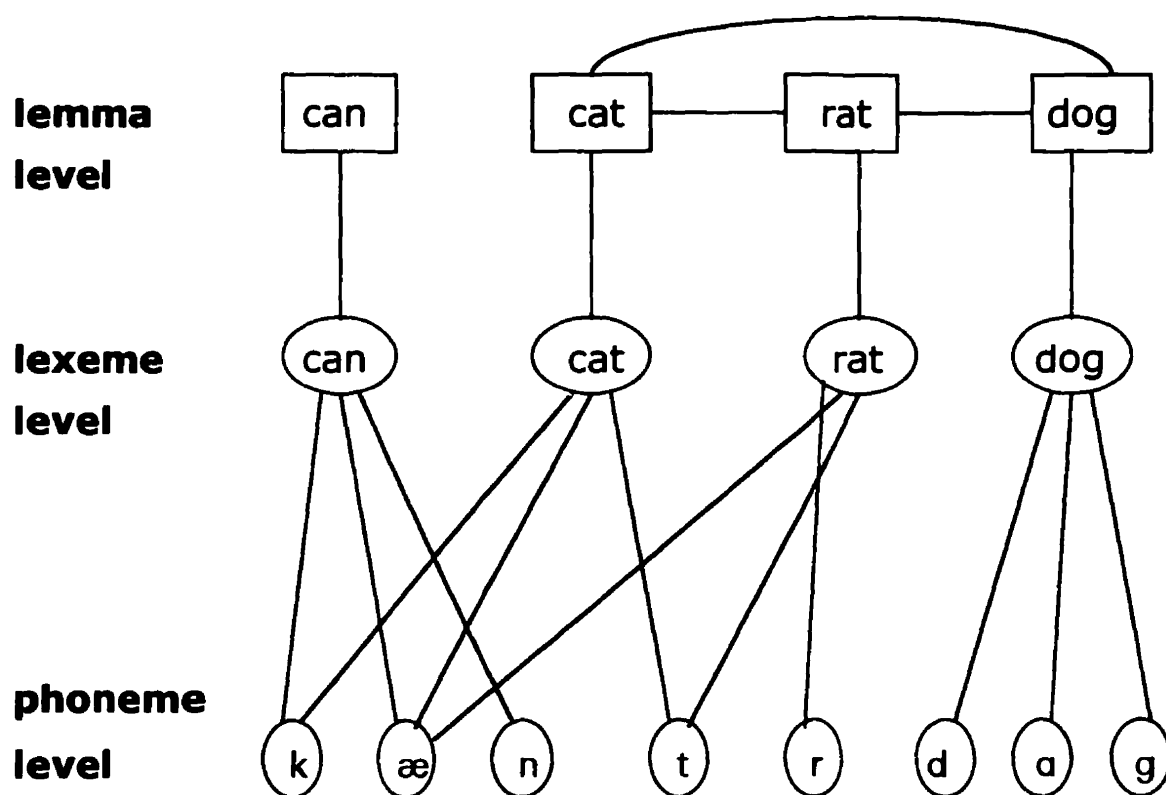 lemma
level
can cat rat dog
lexeme
level
can cat rat dog
phoneme
level
k æ n t r d ɑ g